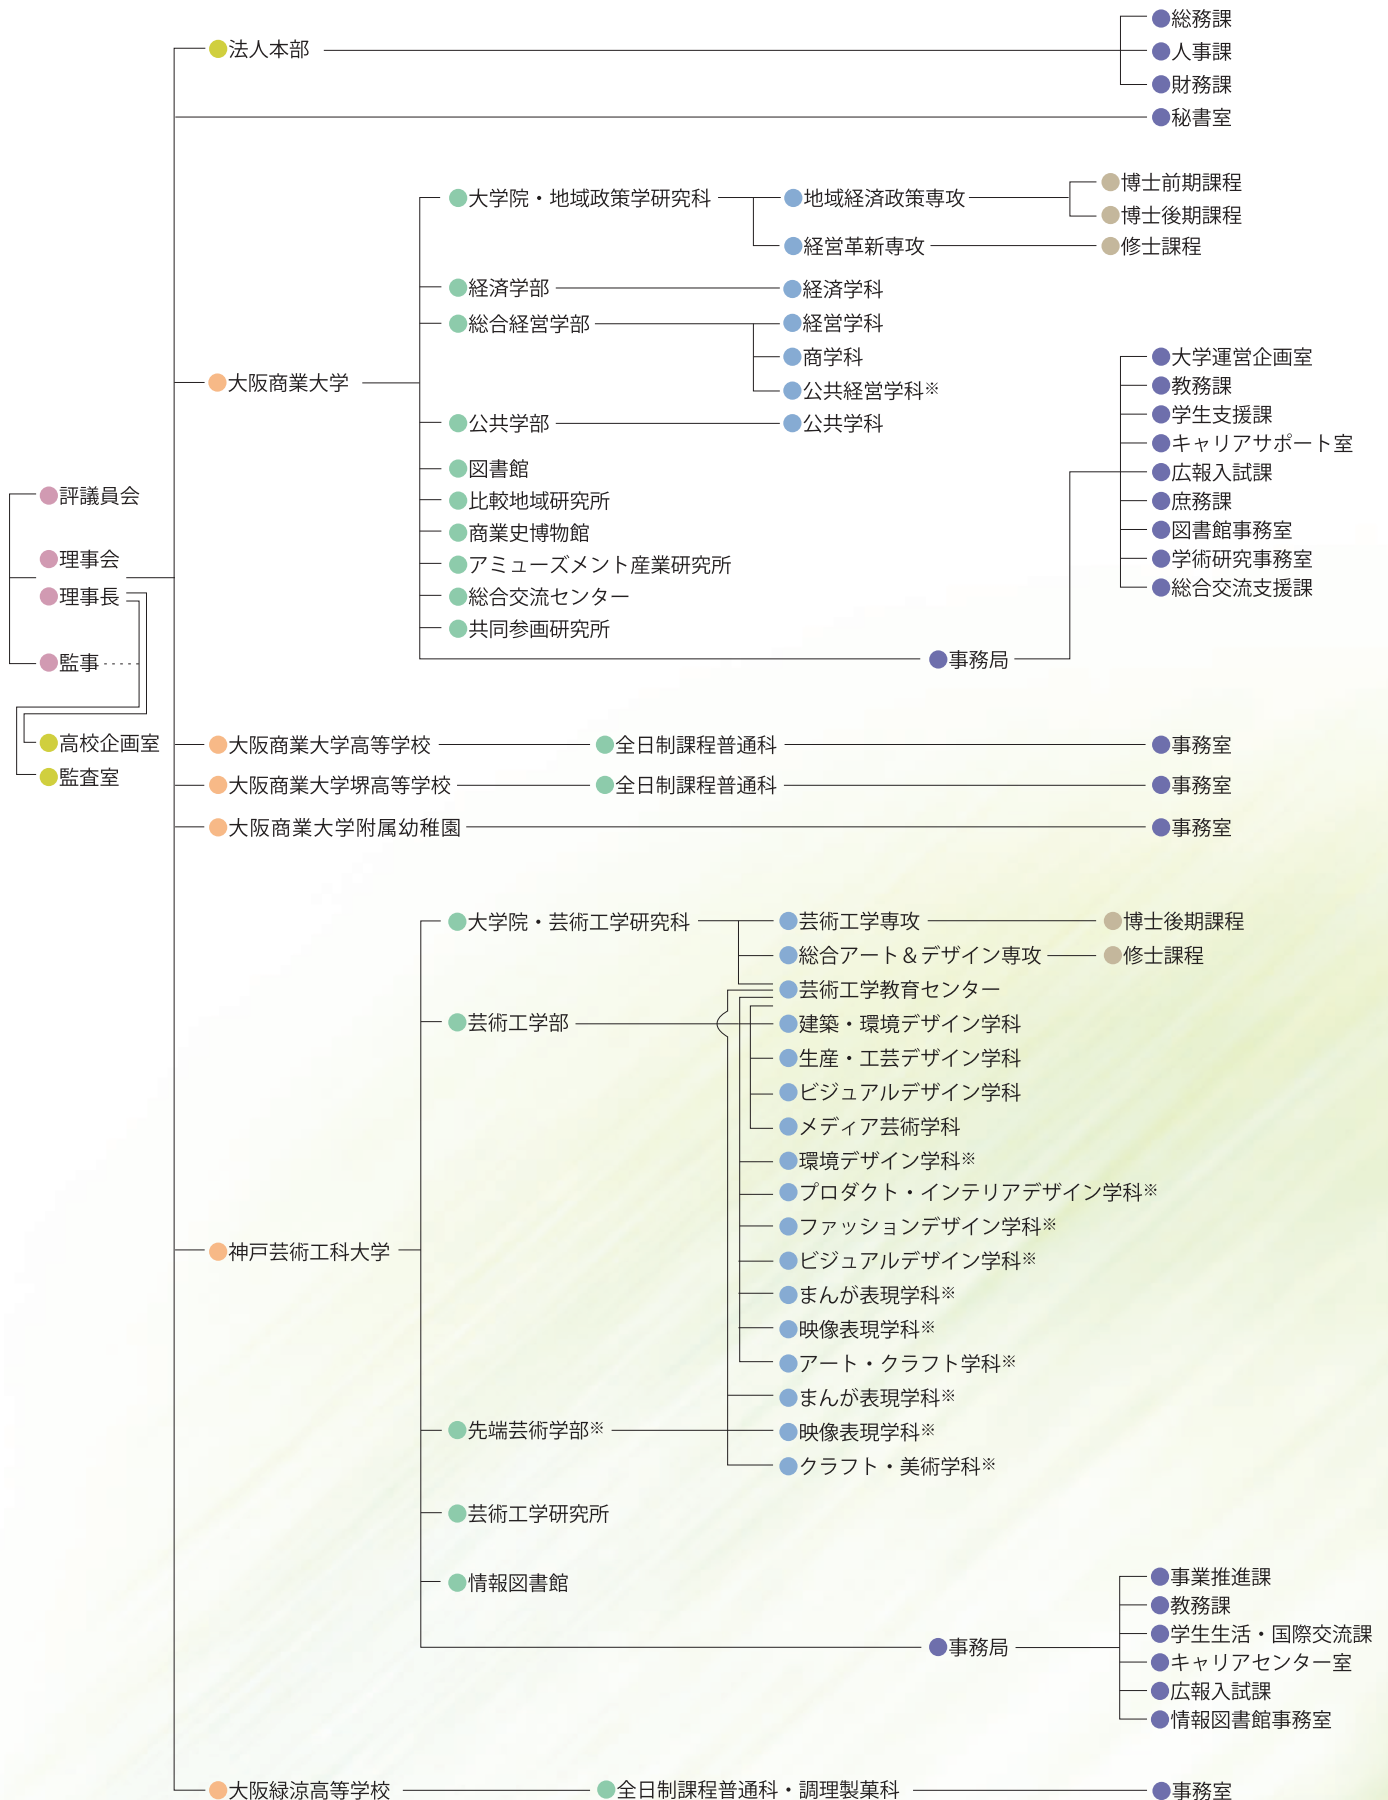 総務課
法人本部
人事課
財務課
秘書室
大学院・地域政策学研究科
地域経済政策専攻
博士前期課程
博士後期課程
経営革新専攻
修士課程
経済学部
経済学科
総合経営学部
経営学科
商学科
公共経営学科※
公共学部
公共学科
大阪商業大学
図書館
比較地域研究所
商業史博物館
アミューズメント産業研究所
総合交流センター
共同参画研究所
事務局
大学運営企画室
教務課
学生支援課
キャリアサポート室
広報入試課
庶務課
図書館事務室
学術研究事務室
総合交流支援課
評議員会
理事会
理事長
監事
高校企画室
監査室
大阪商業大学高等学校
全日制課程普通科
事務室
大阪商業大学堺高等学校
全日制課程普通科
事務室
大阪商業大学附属幼稚園
事務室
大学院・芸術工学研究科
芸術工学専攻
博士後期課程
総合アート＆デザイン専攻
修士課程
芸術工学教育センター
芸術工学部
建築・環境デザイン学科
生産・工芸デザイン学科
ビジュアルデザイン学科
メディア芸術学科
環境デザイン学科※
プロダクト・インテリアデザイン学科※
ファッションデザイン学科※
神戸芸術工科大学
ビジュアルデザイン学科※
まんが表現学科※
映像表現学科※
アート・クラフト学科※
まんが表現学科※
先端芸術学部※
映像表現学科※
クラフト・美術学科※
芸術工学研究所
情報図書館
事務局
事業推進課
教務課
学生生活・国際交流課
キャリアセンター室
広報入試課
情報図書館事務室
大阪緑涼高等学校
全日制課程普通科・調理製菓科
事務室